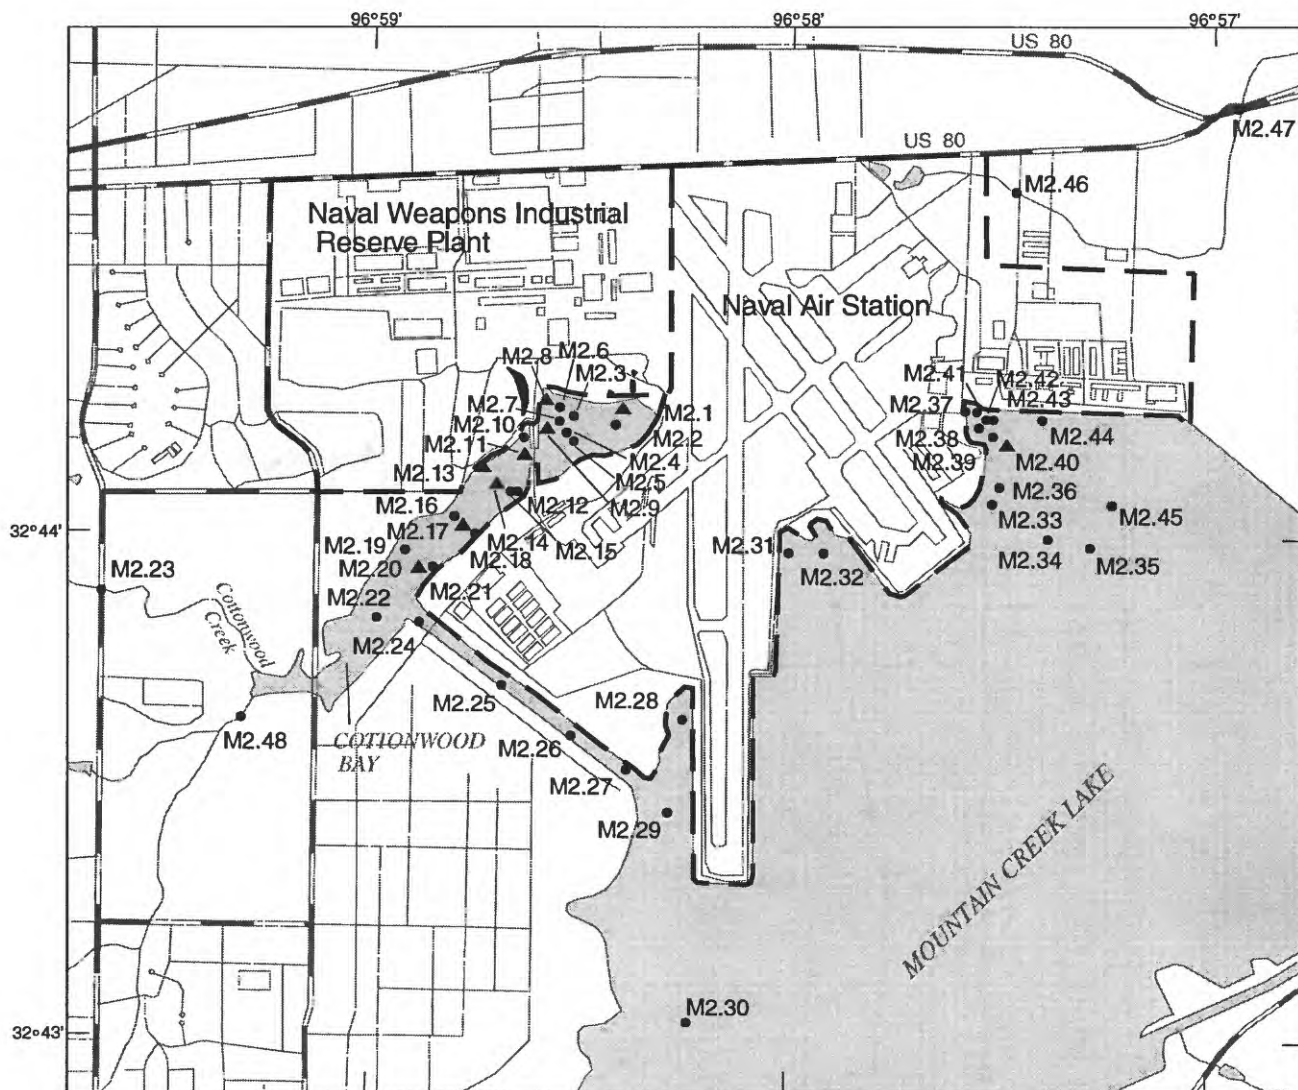 96°59'
96°58'
96°57'
US 80
US 80
M2.47
M2.46
Naval Weapons Industrial
Reserve Plant
Naval Air Station
M2.8
M2.6
M2.3
M2.41
M2.42
M2.7
M2.1
M2.37
M2.43
M2.10
M2.2
M2.38
M2.44
M2.11
M2.4
M2.39
M2.40
M2.13
M2.5
M2.36
M2.16
M2.12
M2.9
M2.33
M2.45
32°44'
M2.17
M2.14
M2.15
M2.31
M2.19
M2.18
M2.34
M2.35
M2.23
M2.20
M2.32
M2.21
M2.22
Cottonwood
Creek
M2.24
M2.25
M2.28
M2.48
COTTONWOOD
BAY
M2.26
M2.27
M2.29
MOUNTAIN CREEK LAKE
M2.30
32°43'